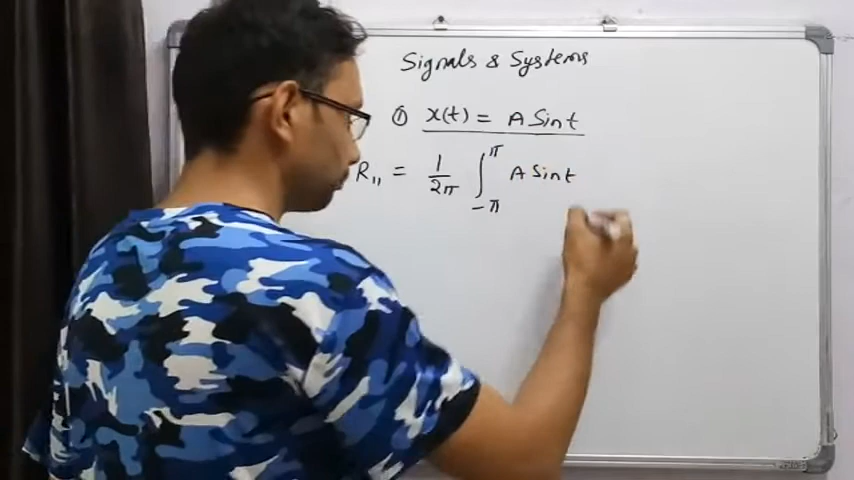 Signals & Systems
① x(t) = A Sint
R₁₁ = 1/2π ∫_{-π}^{π} A Sint